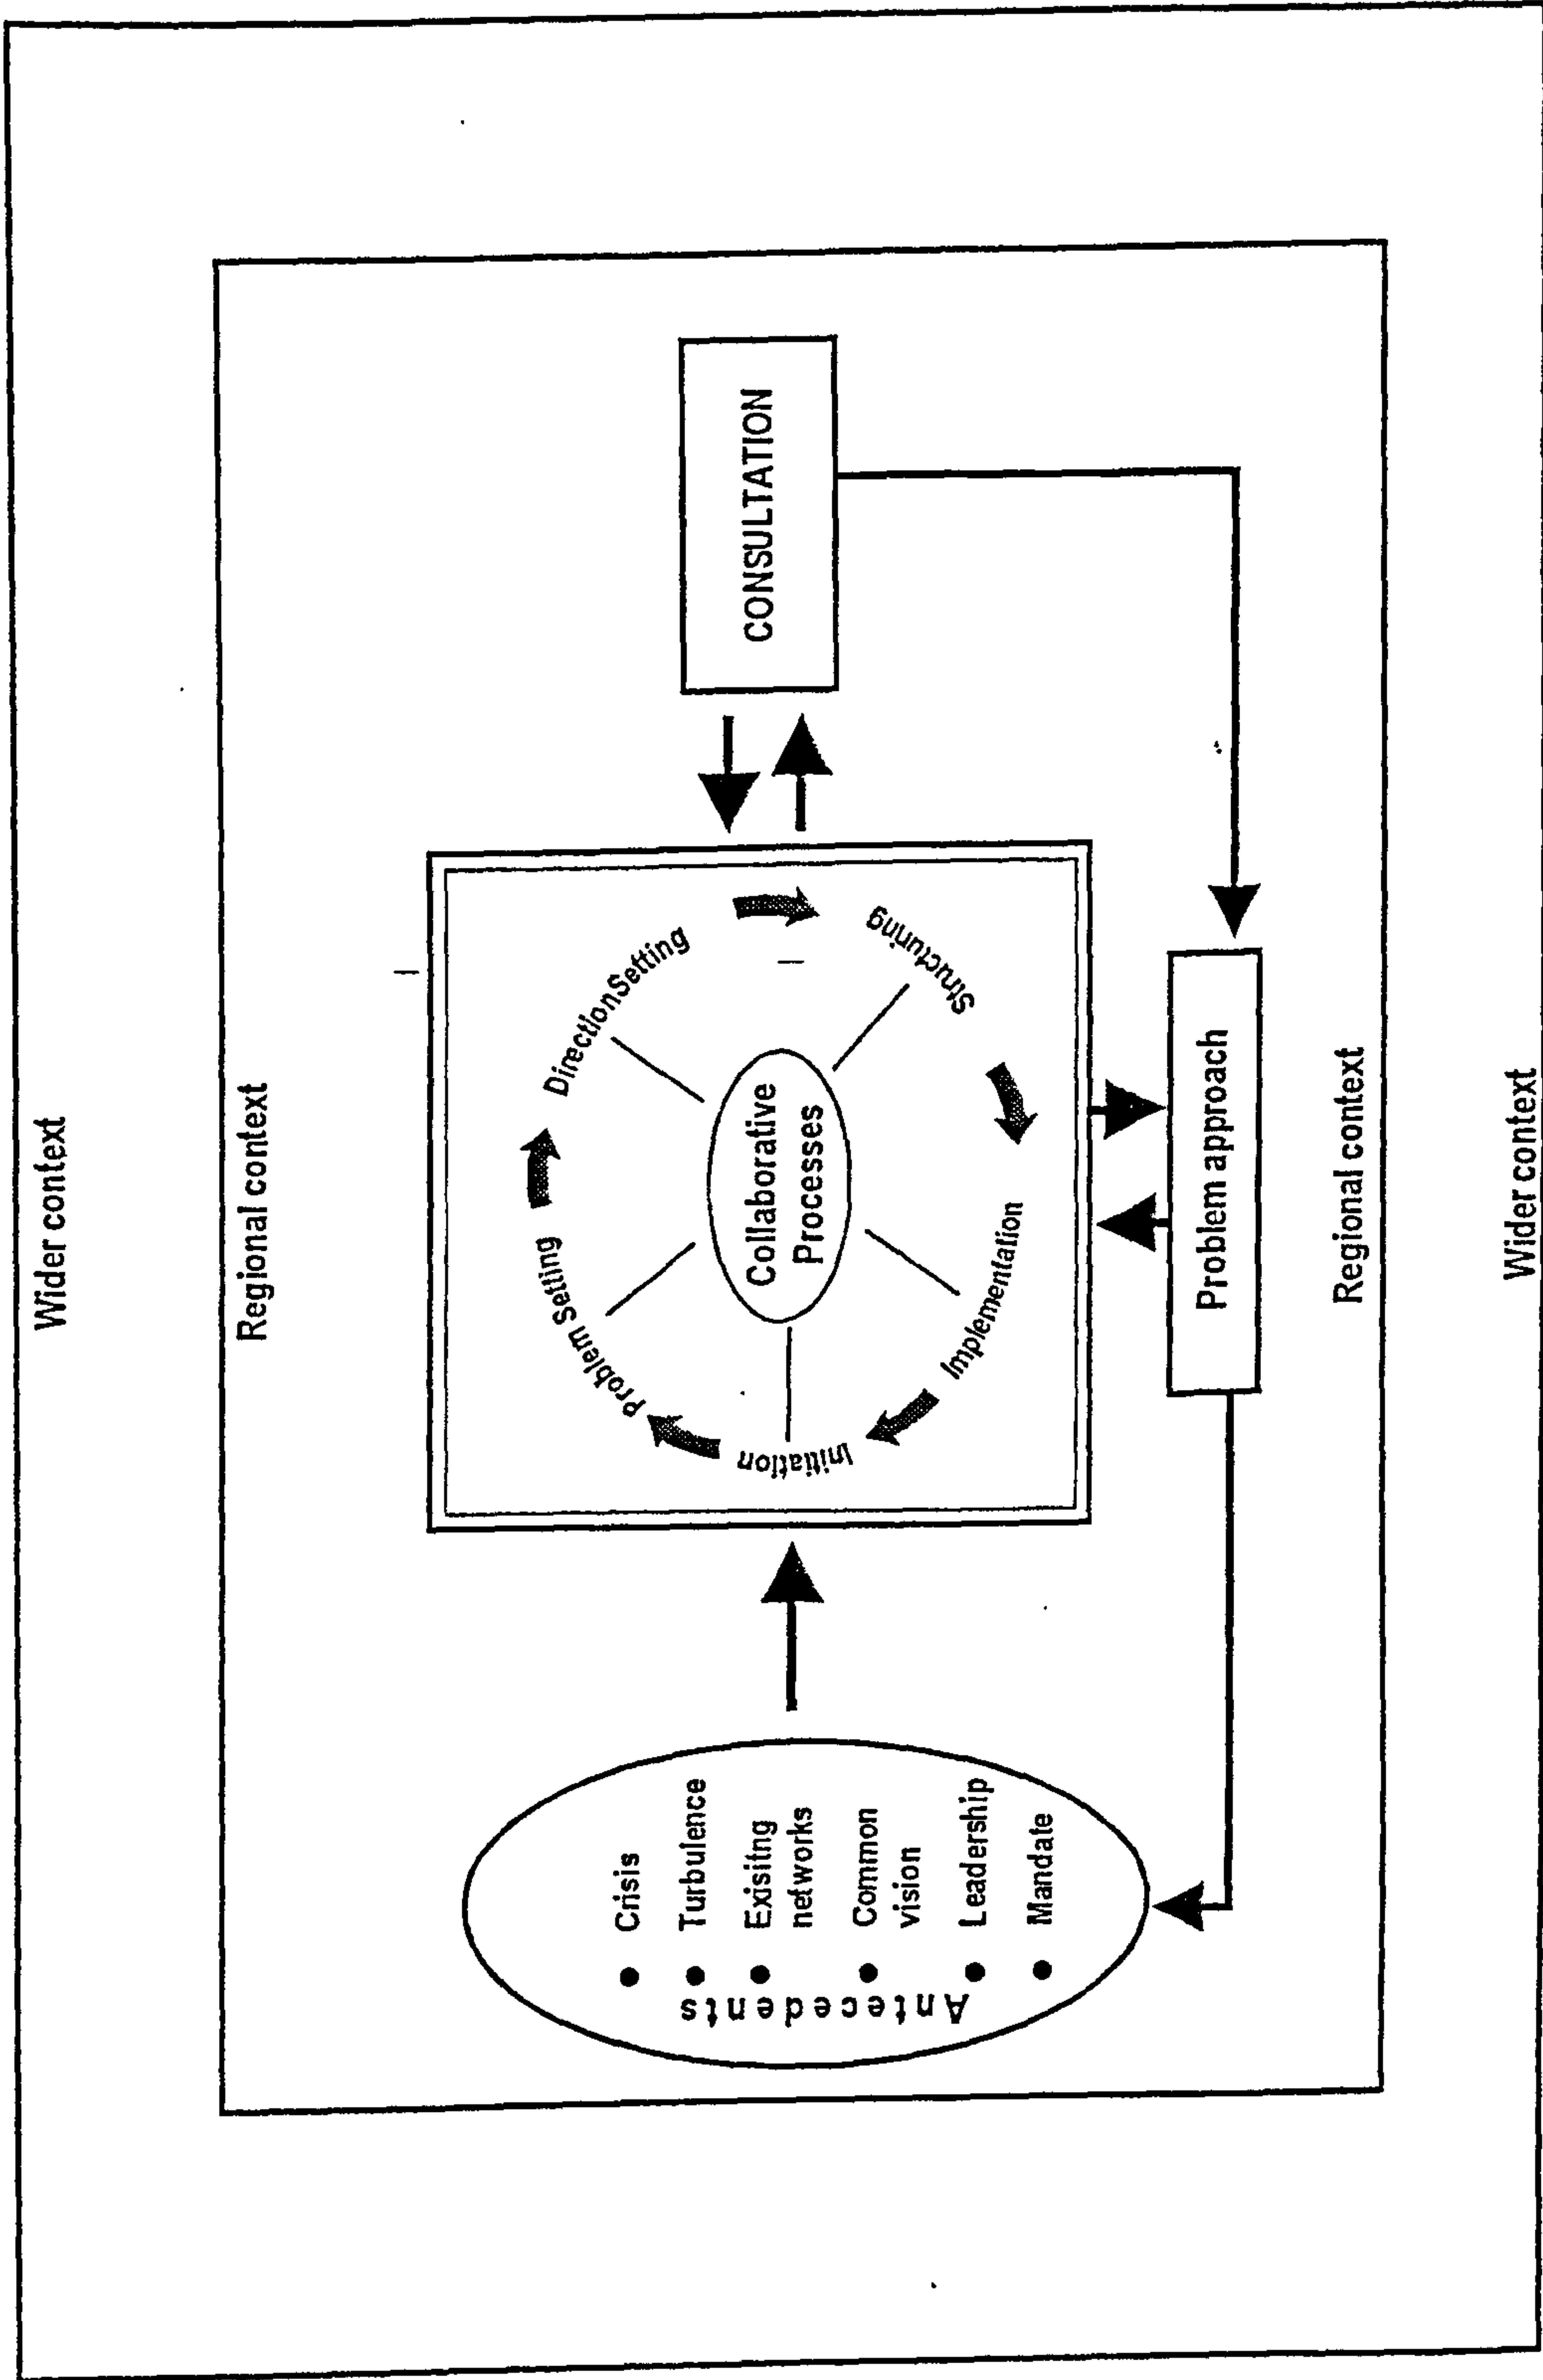 Wider context
Regional context
Antecedents
Crisis
Turbulence
Exisitng
networks
Common
vision
Leadership
Mandate
Collaborative
Processes
Initiation
Problem Setting
DirectionSetting
Structuring
Implementation
CONSULTATION
Problem approach
Regional context
Wider context